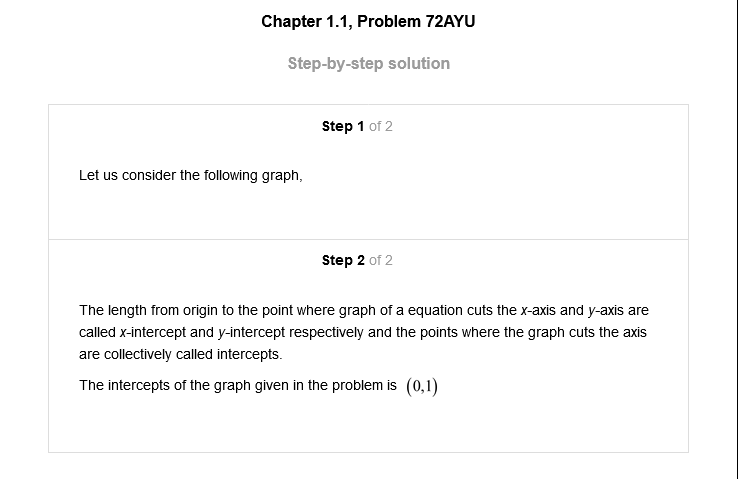 Chapter 1.1, Problem 72AYU
Step-by-step solution
Step 1 of 2
Let us consider the following graph,
Step 2 of 2
The length from origin to the point where graph of a equation cuts the x-axis and y-axis are
called x-intercept and y-intercept respectively and the points where the graph cuts the axis
are collectively called intercepts.
The intercepts of the graph given in the problem is (0,1)